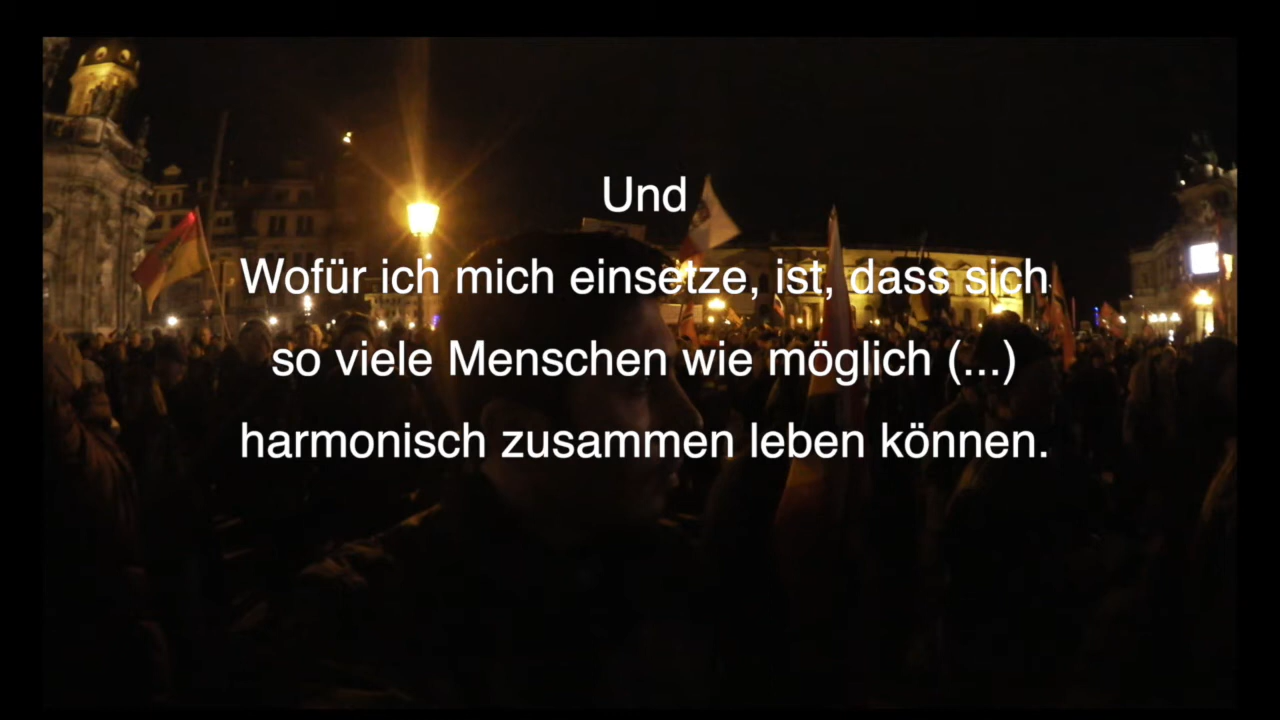 Und
Wofür ich mich einsetze, ist, dass sich
so viele Menschen wie möglich (...)
harmonisch zusammen leben können.